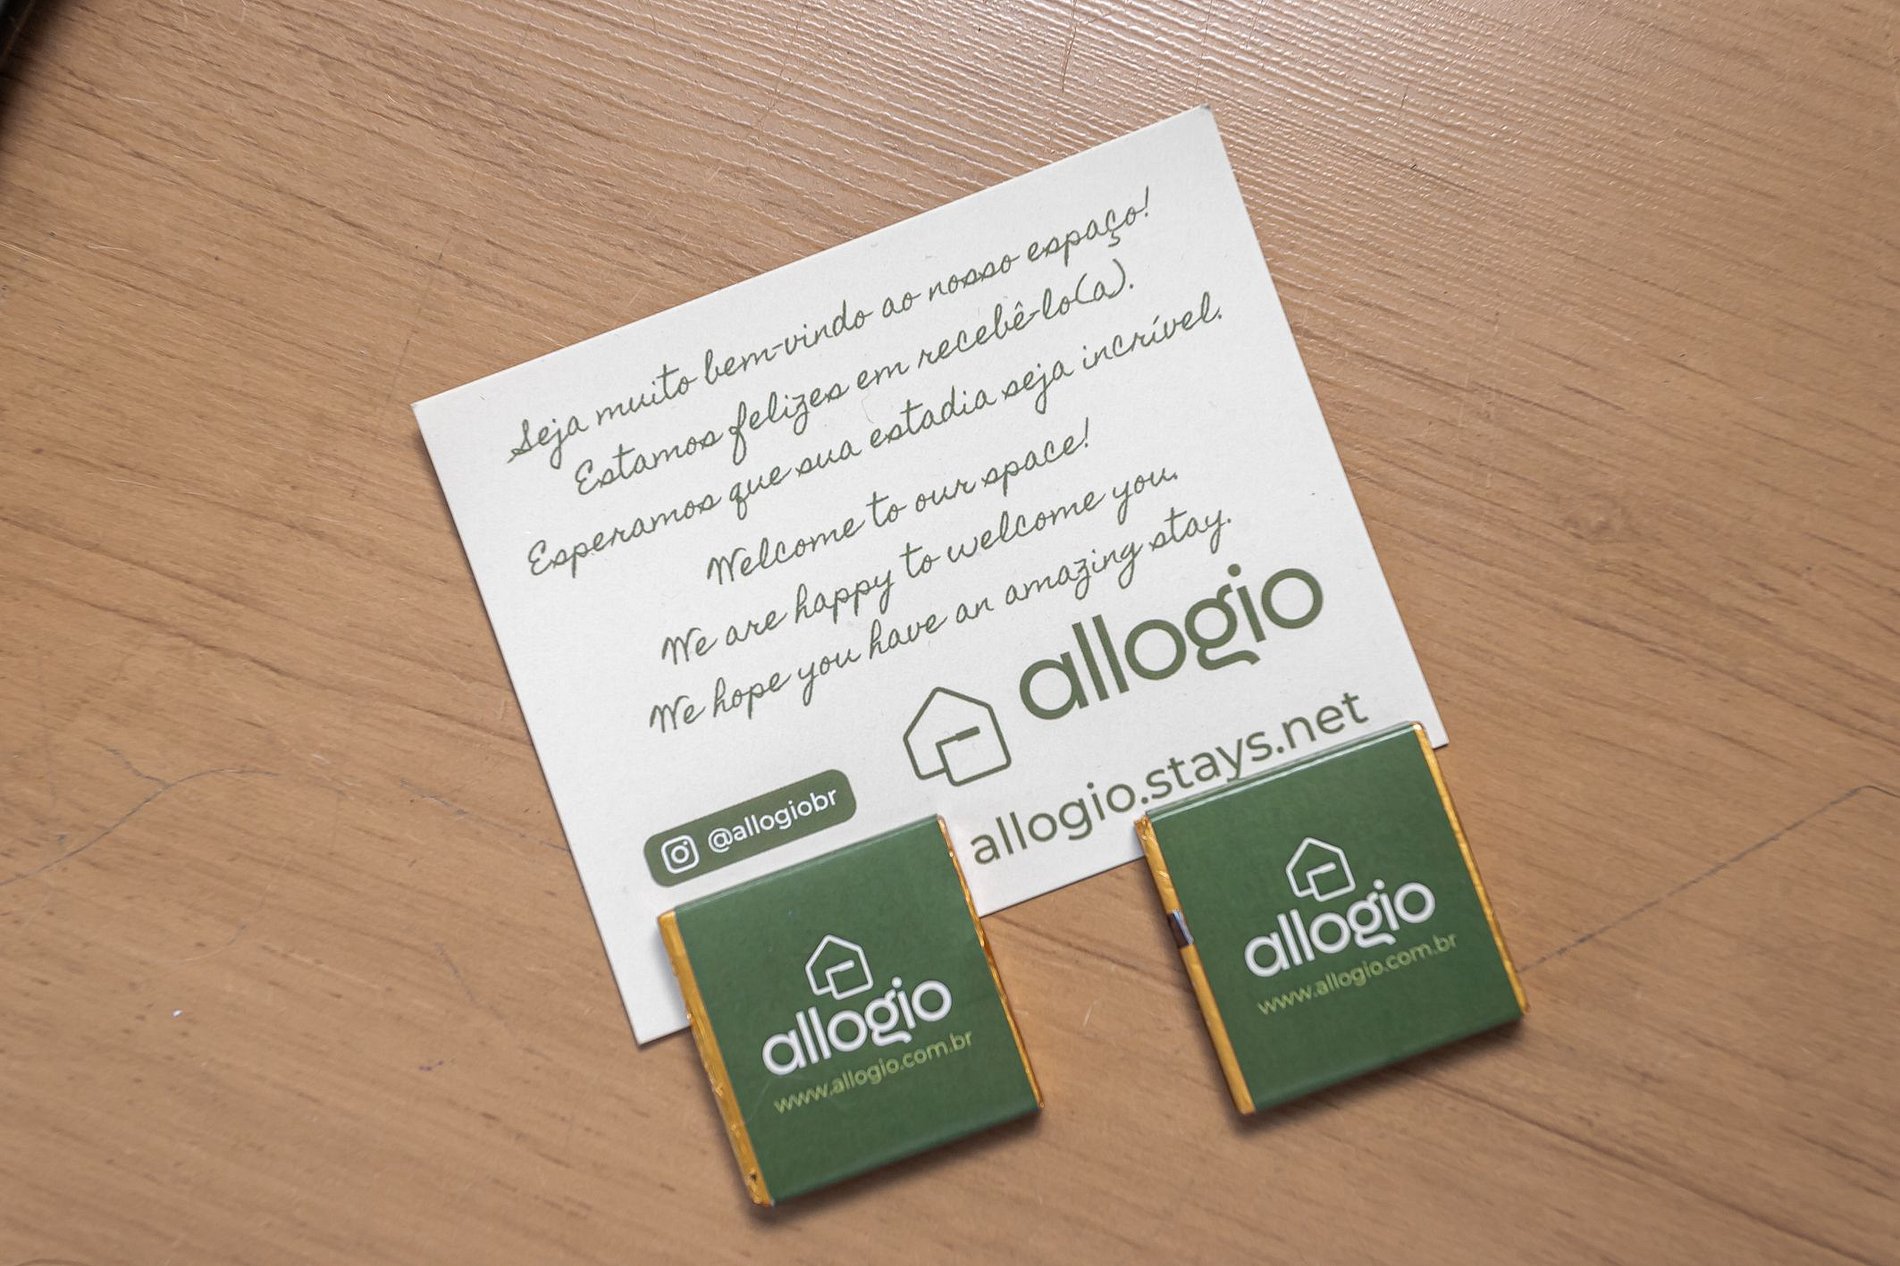 Seja muito bem-vindo ao nosso espaço!
Estamos felizes em recebê-lo(a).
Esperamos que sua estadia seja incrível.
Welcome to our space!
We are happy to welcome you.
We hope you have an amazing stay.
allogio
allogio.stays.net
@allogiobr
allogio
www.allogio.com.br
allogio
www.allogio.com.br